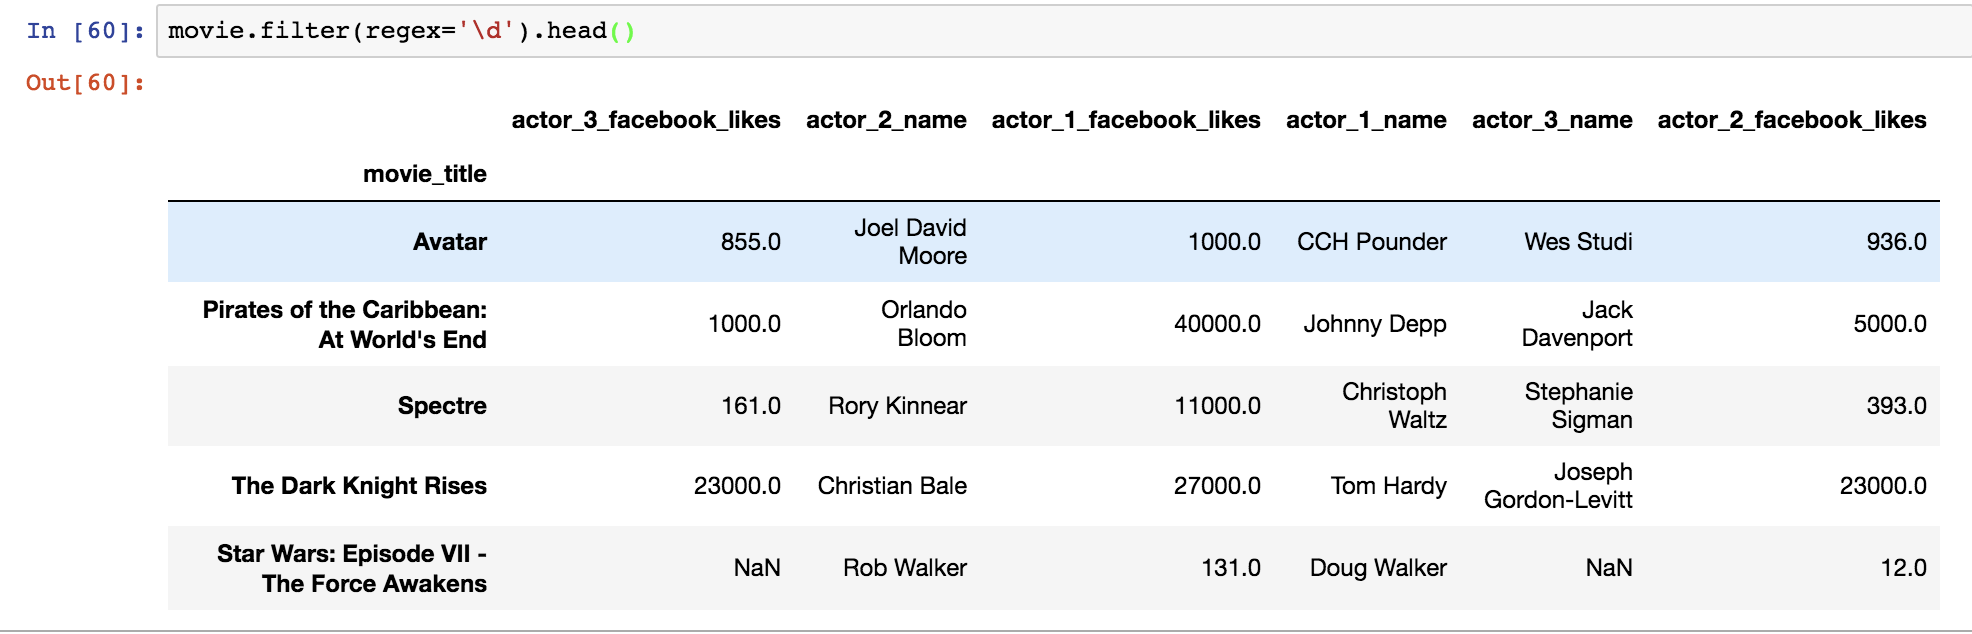 In [60]: movie.filter(regex='\d').head()
Out[60]:
actor_3_facebook_likes actor_2_name actor_1_facebook_likes actor_1_name actor_3_name actor_2_facebook_likes
movie_title
Avatar 855.0 Joel David Moore 1000.0 CCH Pounder Wes Studi 936.0
Pirates of the Caribbean: At World's End 1000.0 Orlando Bloom 40000.0 Johnny Depp Jack Davenport 5000.0
Spectre 161.0 Rory Kinnear 11000.0 Christoph Waltz Stephanie Sigman 393.0
The Dark Knight Rises 23000.0 Christian Bale 27000.0 Tom Hardy Joseph Gordon-Levitt 23000.0
Star Wars: Episode VII - The Force Awakens NaN Rob Walker 131.0 Doug Walker NaN 12.0